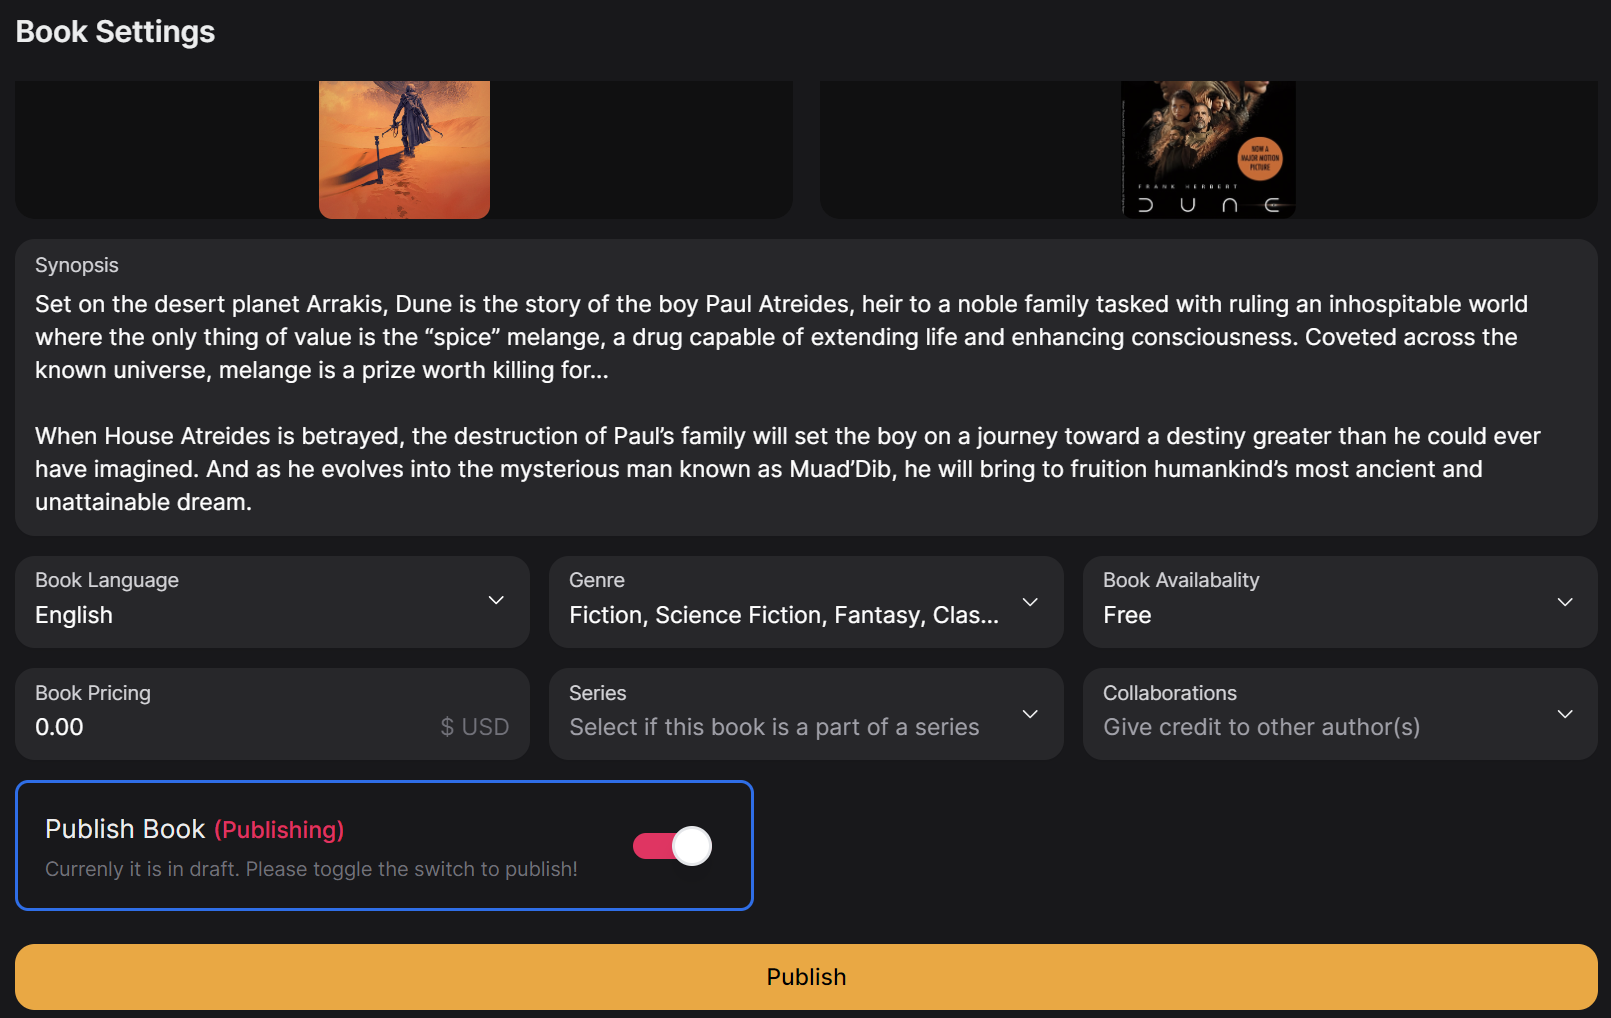 Book Settings
NOW A
MAJOR MOTION
PICTURE
FRANK HERBERT
DUNE
Synopsis
Set on the desert planet Arrakis, Dune is the story of the boy Paul Atreides, heir to a noble family tasked with ruling an inhospitable world
where the only thing of value is the “spice” melange, a drug capable of extending life and enhancing consciousness. Coveted across the
known universe, melange is a prize worth killing for...
When House Atreides is betrayed, the destruction of Paul’s family will set the boy on a journey toward a destiny greater than he could ever
have imagined. And as he evolves into the mysterious man known as Muad’Dib, he will bring to fruition humankind’s most ancient and
unattainable dream.
Book Language
English
Genre
Fiction, Science Fiction, Fantasy, Clas...
Book Availabality
Free
Book Pricing
0.00 $ USD
Series
Select if this book is a part of a series
Collaborations
Give credit to other author(s)
Publish Book (Publishing)
Currenly it is in draft. Please toggle the switch to publish!
Publish